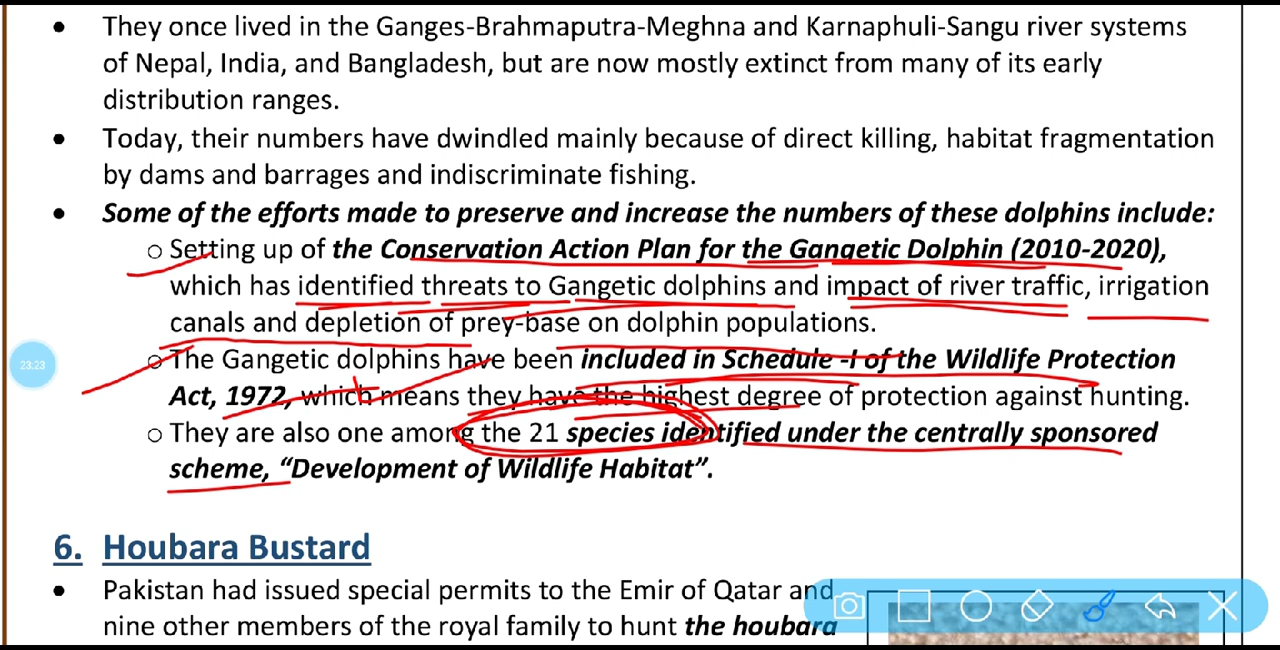 • They once lived in the Ganges-Brahmaputra-Meghna and Karnaphuli-Sangu river systems
of Nepal, India, and Bangladesh, but are now mostly extinct from many of its early
distribution ranges.
• Today, their numbers have dwindled mainly because of direct killing, habitat fragmentation
by dams and barrages and indiscriminate fishing.
• Some of the efforts made to preserve and increase the numbers of these dolphins include:
o Setting up of the Conservation Action Plan for the Gangetic Dolphin (2010-2020),
which has identified threats to Gangetic dolphins and impact of river traffic, irrigation
canals and depletion of prey-base on dolphin populations.
23:23
o The Gangetic dolphins have been included in Schedule -I of the Wildlife Protection
Act, 1972, which means they have the highest degree of protection against hunting.
o They are also one among the 21 species identified under the centrally sponsored
scheme, “Development of Wildlife Habitat”.
6. Houbara Bustard
• Pakistan had issued special permits to the Emir of Qatar and
nine other members of the royal family to hunt the houbara